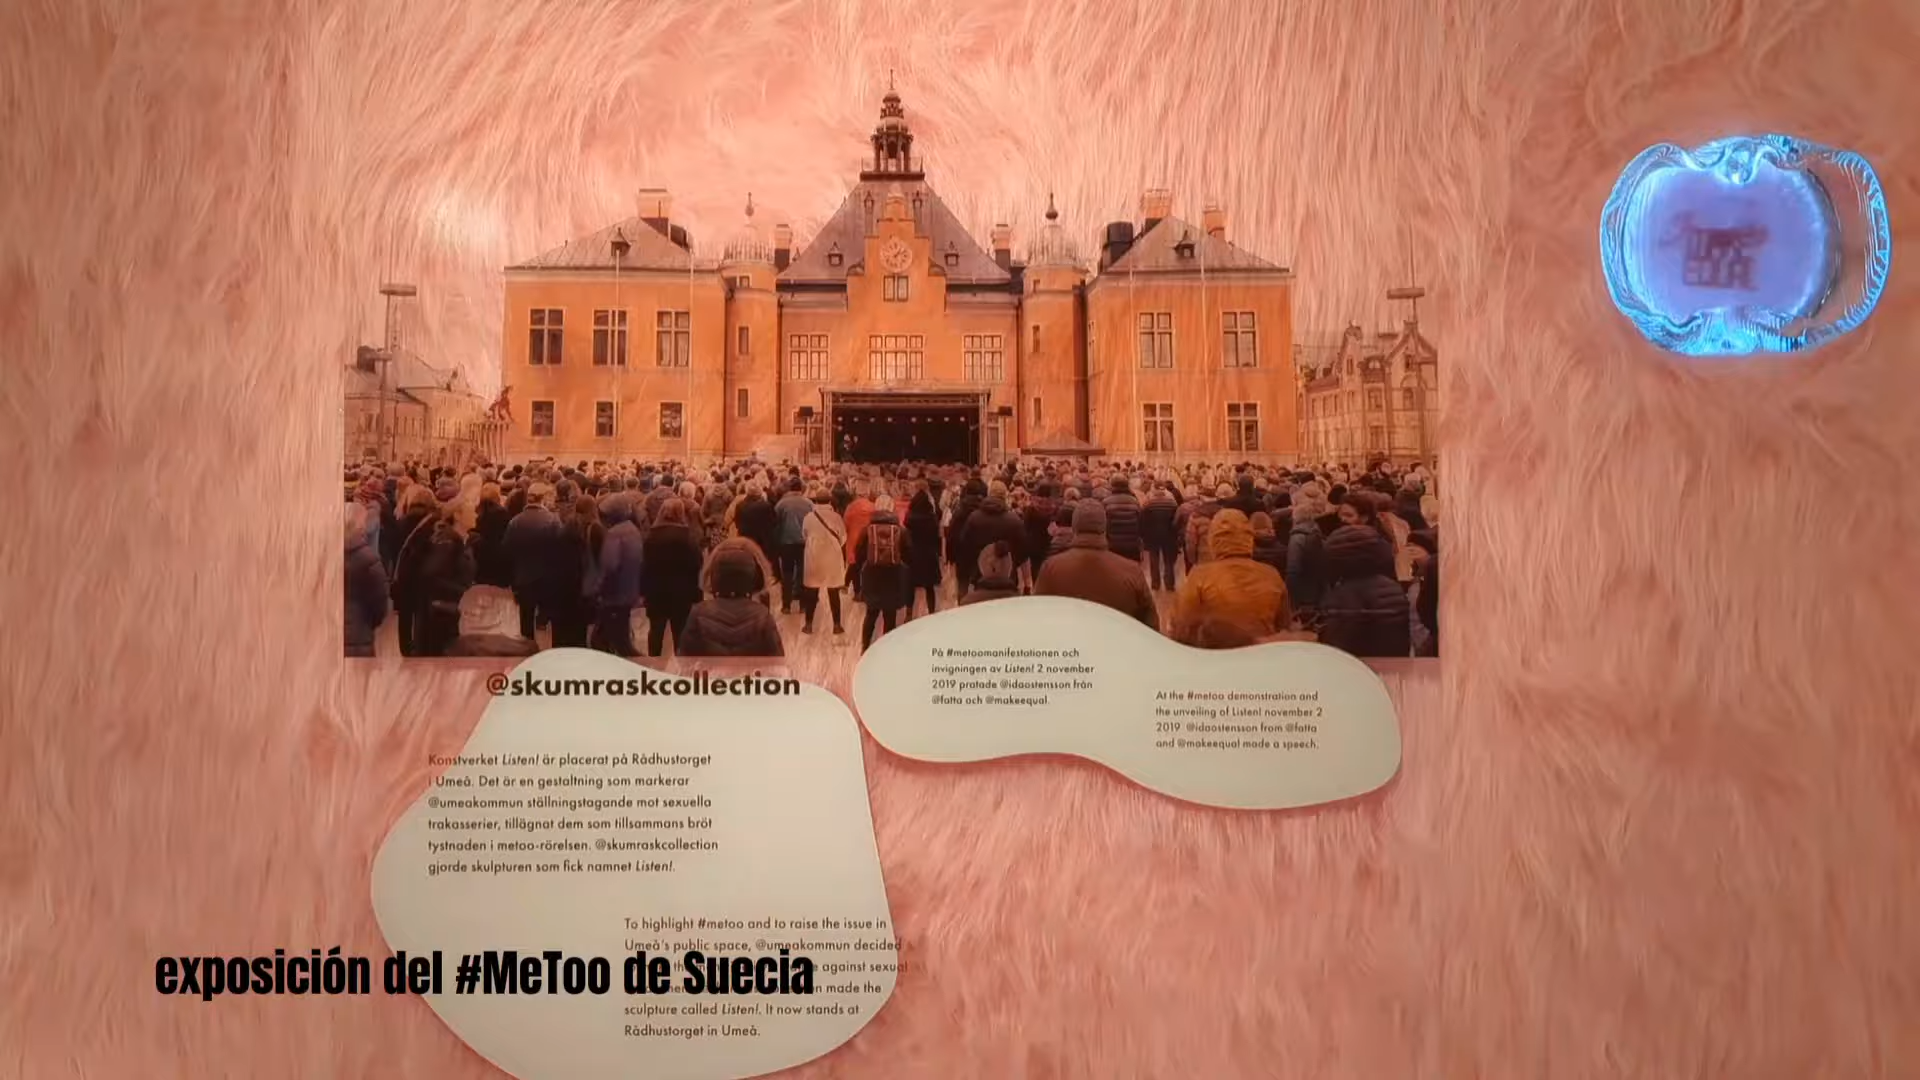 @skumraskcollection
Konstverket Listen! är placerat på Rådhustorget
i Umeå. Det är en gestaltning som markerar
@umeakommun ställningstagande mot sexuella
trakasserier, tillägnat dem som tillsammans bröt
tystnaden i metoo-rörelsen. @skumraskcollection
gjorde skulpturen som fick namnet Listen!.
To highlight #metoo and to raise the issue in
Umeå's public space, @umeakommun decided
against sexual
made the
sculpture called Listen!. It now stands at
Rådhustorget in Umeå.
På #metoomanifestationen och
invigningen av Listen! 2 november
2019 pratade @idaostensson från
@fatta och @makeequal.
At the #metoo demonstration and
the unveiling of Listen! november 2
2019 @idaostensson from @fatta
and @makeequal made a speech.
exposición del #MeToo de Suecia